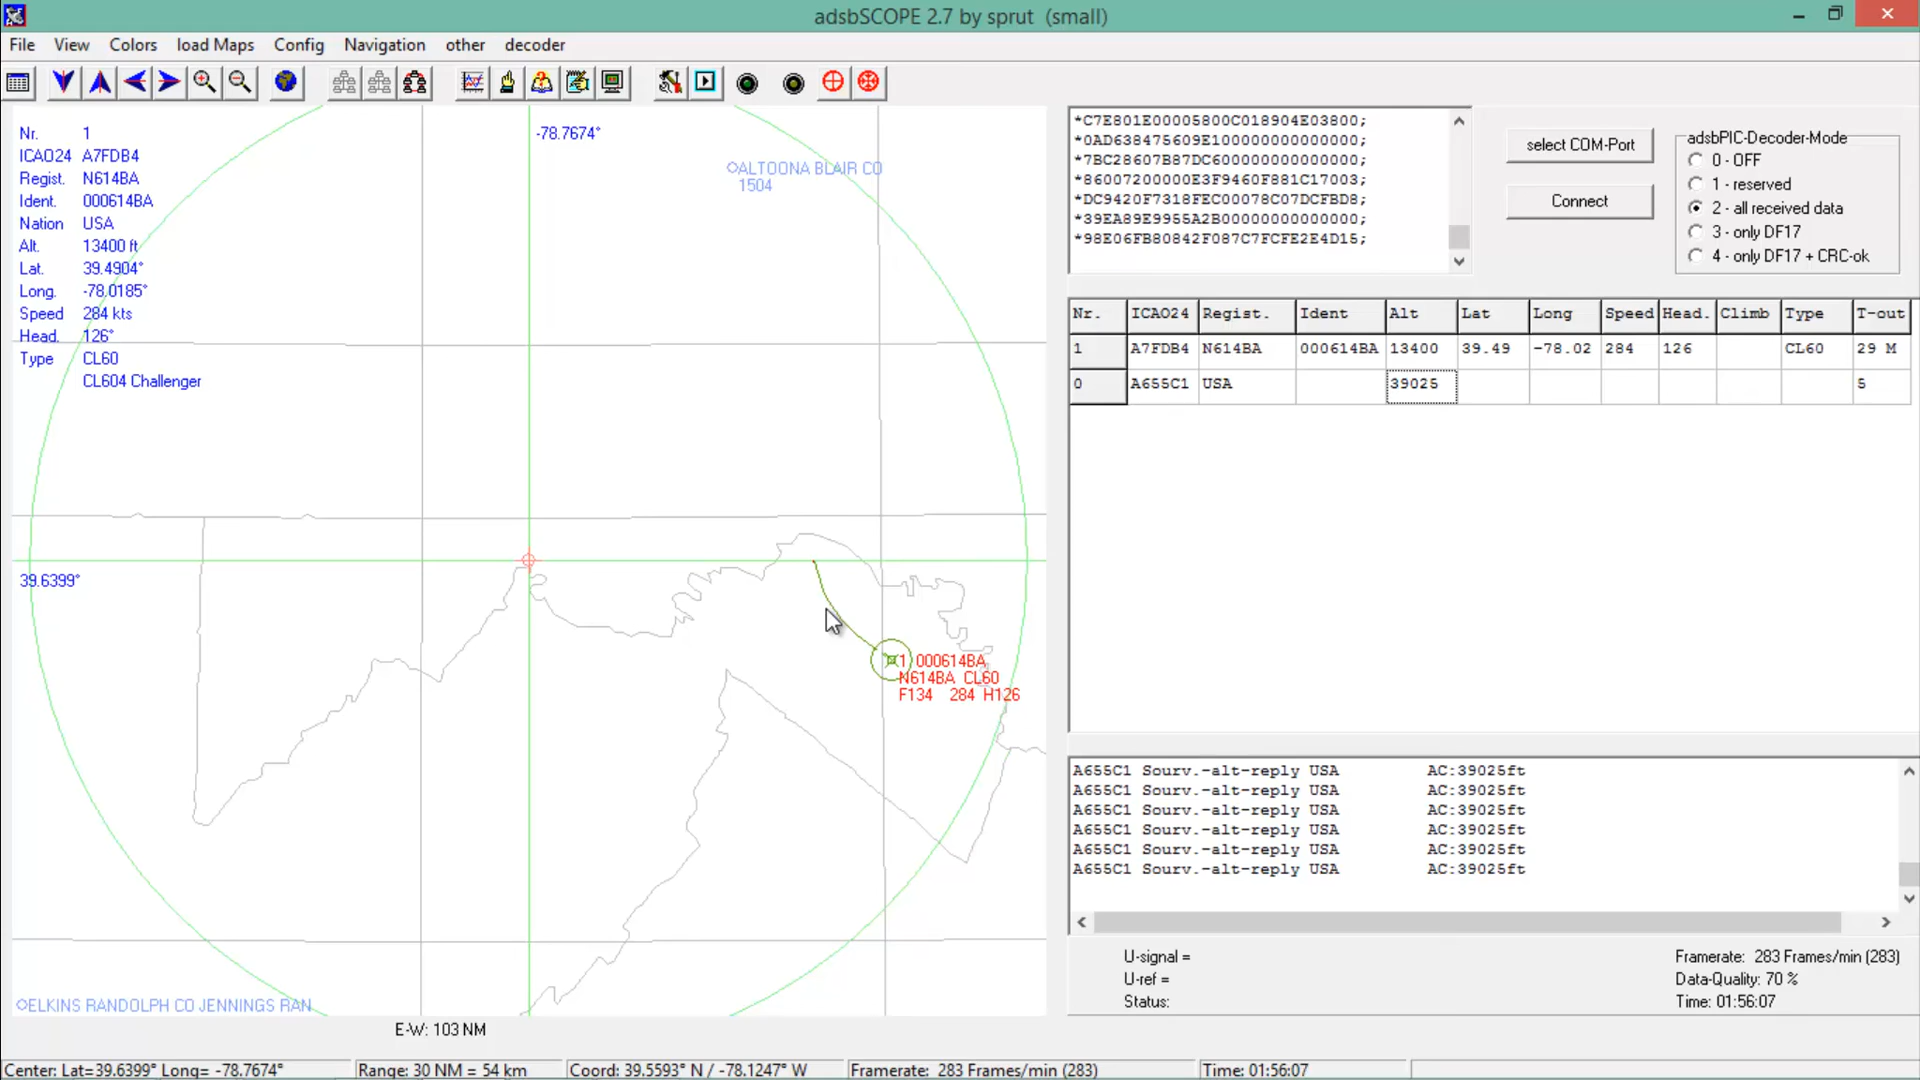 adsbSCOPE 2.7 by sprut (small)
File View Colors load Maps Config Navigation other decoder
Nr. 1
ICAO24 A7FDB4
Regist. N614BA
Ident. 000614BA
Nation USA
Alt. 13400 ft
Lat. 39.4904°
Long. -78.0185°
Speed 284 kts
Head. 126°
Type CL60
CL604 Challenger
-78.7674°
ALTOONA BLAIR CO
1504
39.6399°
1 000614BA
N614BA CL60
F134 284 H126
ELKINS RANDOLPH CO JENNINGS RAN
E-W: 103 NM
*C7E801E00005800C018904E03800;
*0AD638475609E100000000000000;
*7BC28607B87DC600000000000000;
*86007200000E3F9460F881C17003;
*DC9420F7318FEC00078C07DCFBD8;
*39EA89E9955A2B00000000000000;
*98E06FB80842F087C7FCFE2E4D15;
select COM-Port
Connect
adsbPIC-Decoder-Mode
0 - OFF
1 - reserved
2 - all received data
3 - only DF17
4 - only DF17 + CRC-ok
Nr. ICAO24 Regist. Ident Alt Lat Long Speed Head. Climb Type T-out
1 A7FDB4 N614BA 000614BA 13400 39.49 -78.02 284 126 CL60 29 M
0 A655C1 USA 39025 5
A655C1 Sourv.-alt-reply USA AC:39025ft
A655C1 Sourv.-alt-reply USA AC:39025ft
A655C1 Sourv.-alt-reply USA AC:39025ft
A655C1 Sourv.-alt-reply USA AC:39025ft
A655C1 Sourv.-alt-reply USA AC:39025ft
A655C1 Sourv.-alt-reply USA AC:39025ft
U-signal =
U-ref =
Status:
Framerate: 283 Frames/min (283)
Data-Quality: 70 %
Time: 01:56:07
Center: Lat=39.6399° Long= -78.7674° Range: 30 NM = 54 km Coord: 39.5593° N / -78.1247° W Framerate: 283 Frames/min (283) Time: 01:56:07